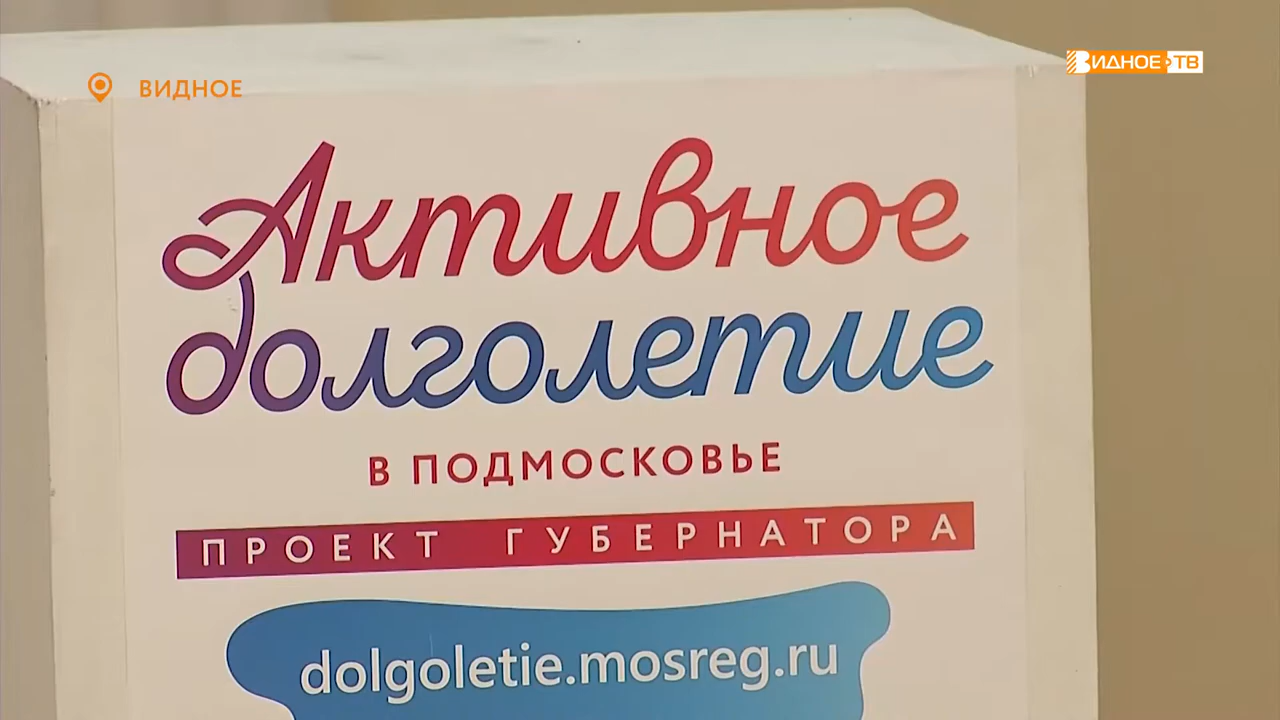 ВИДНОЕ
ВИДНОЕ ТВ
Активное
долголетие
В ПОДМОСКОВЬЕ
ПРОЕКТ ГУБЕРНАТОРА
dolgoletie.mosreg.ru